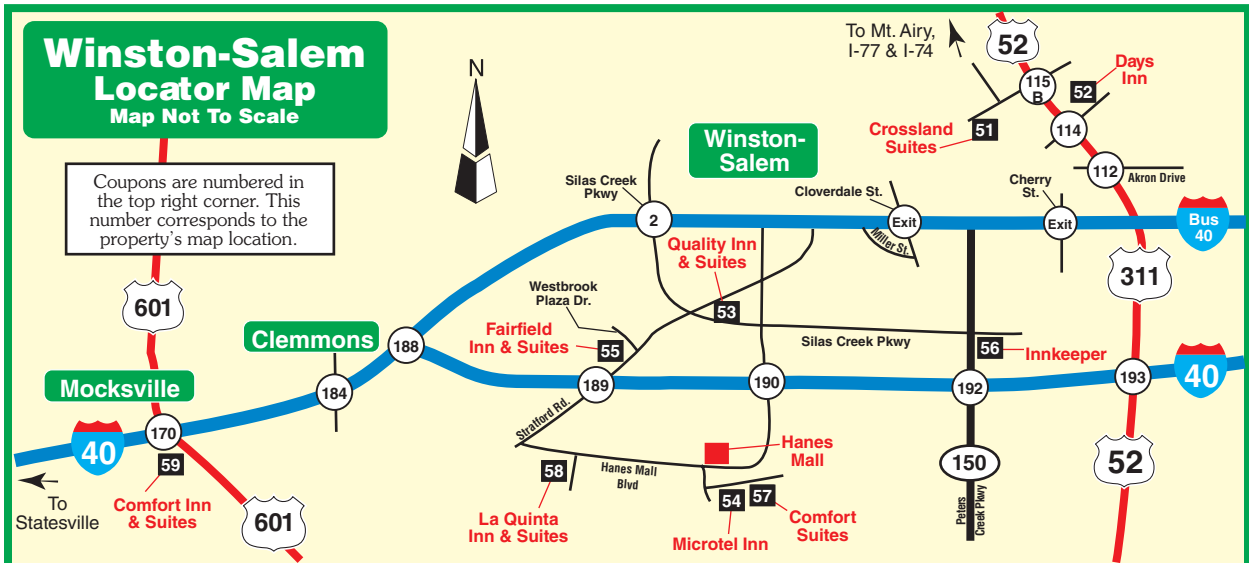 Winston-Salem
Locator Map
Map Not To Scale
Coupons are numbered in
the top right corner. This
number corresponds to the
property's map location.
N
To Mt. Airy,
I-77 & I-74
52
115
B
Days
Inn
52
Crossland
Suites
51
114
112
Akron Drive
Winston-
Salem
Silas Creek
Pkwy
2
Cloverdale St.
Exit
Miller St.
Cherry
St.
Exit
Bus
40
Quality Inn
& Suites
53
311
601
Westbrook
Plaza Dr.
Fairfield
Inn & Suites
55
Silas Creek Pkwy
56
Innkeeper
Clemmons
188
184
189
190
192
193
40
Mocksville
170
40
59
Comfort Inn
& Suites
601
To
Statesville
Stratford Rd.
Hanes Mall
Blvd
Hanes
Mall
58
La Quinta
Inn & Suites
54
57
Microtel Inn
Comfort
Suites
150
Peters
Creek Pkwy
52